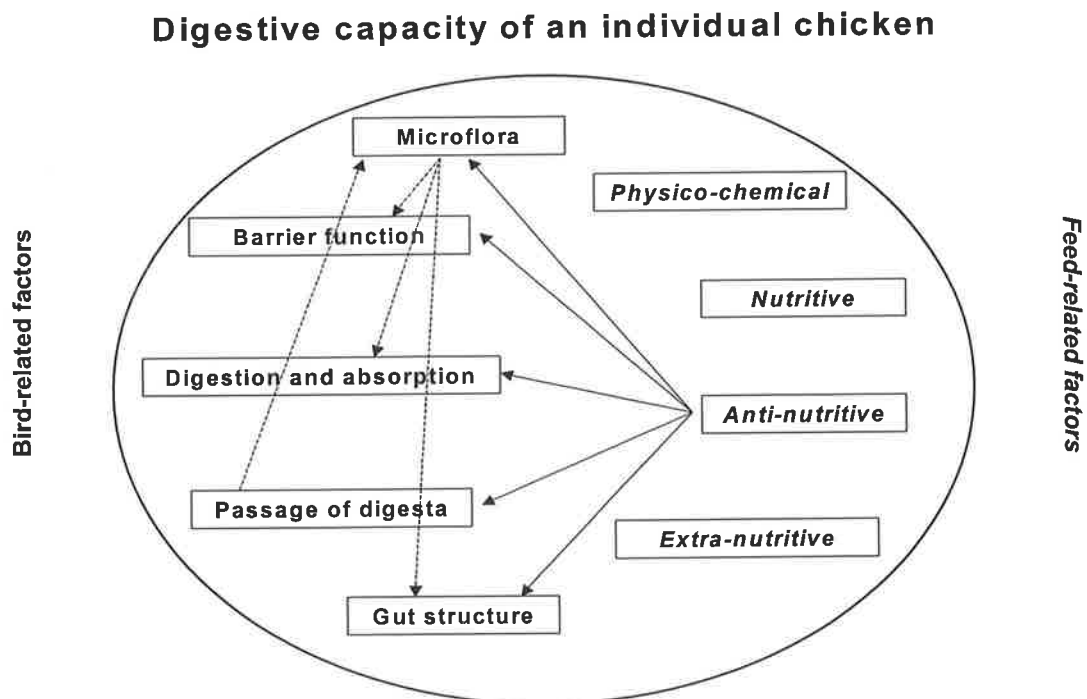 Digestive capacity of an individual chicken
Microflora
Physico-chemical
Barrier function
Nutritive
Digestion and absorption
Anti-nutritive
Passage of digesta
Extra-nutritive
Gut structure
Bird-related factors
Feed-related factors